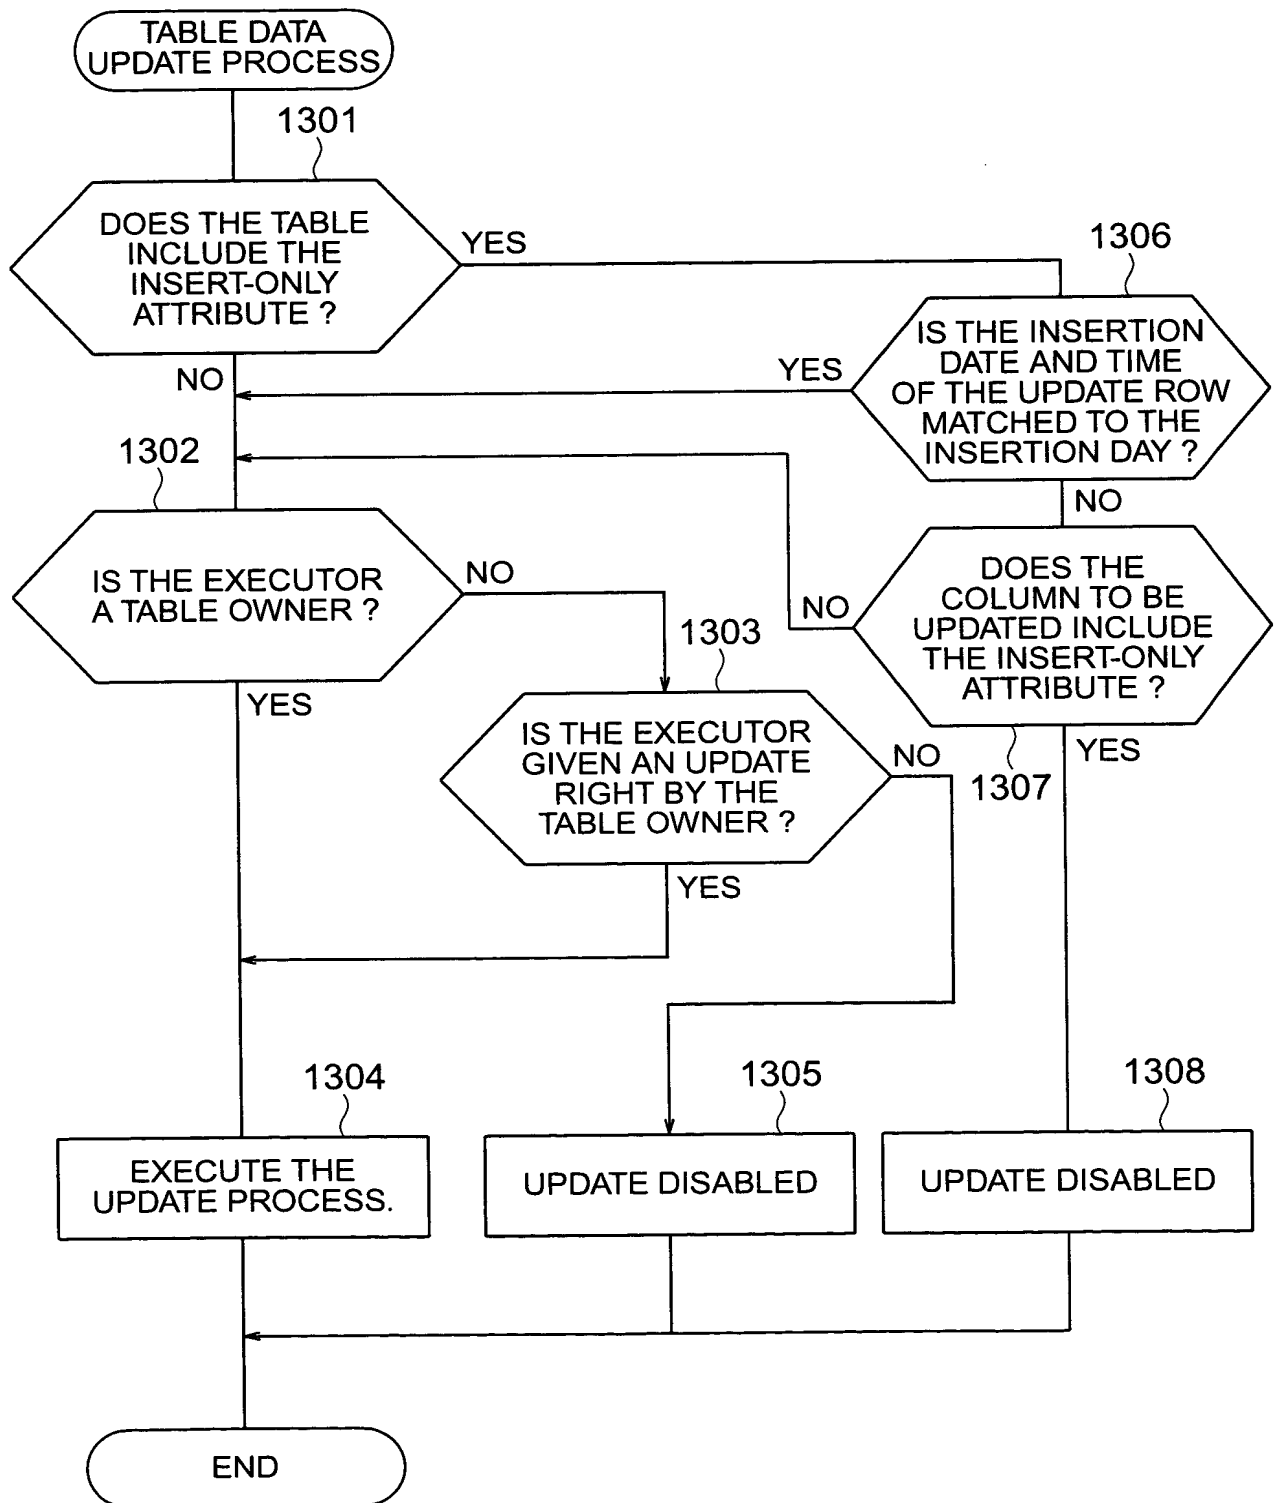 TABLE DATA
UPDATE PROCESS
1301
DOES THE TABLE
INCLUDE THE
INSERT-ONLY
ATTRIBUTE ?
YES
NO
1306
IS THE INSERTION
DATE AND TIME
OF THE UPDATE ROW
MATCHED TO THE
INSERTION DAY ?
YES
NO
1302
IS THE EXECUTOR
A TABLE OWNER ?
NO
YES
1307
DOES THE
COLUMN TO BE
UPDATED INCLUDE
THE INSERT-ONLY
ATTRIBUTE ?
NO
YES
1303
IS THE EXECUTOR
GIVEN AN UPDATE
RIGHT BY THE
TABLE OWNER ?
NO
YES
1304
EXECUTE THE
UPDATE PROCESS.
1305
UPDATE DISABLED
1308
UPDATE DISABLED
END